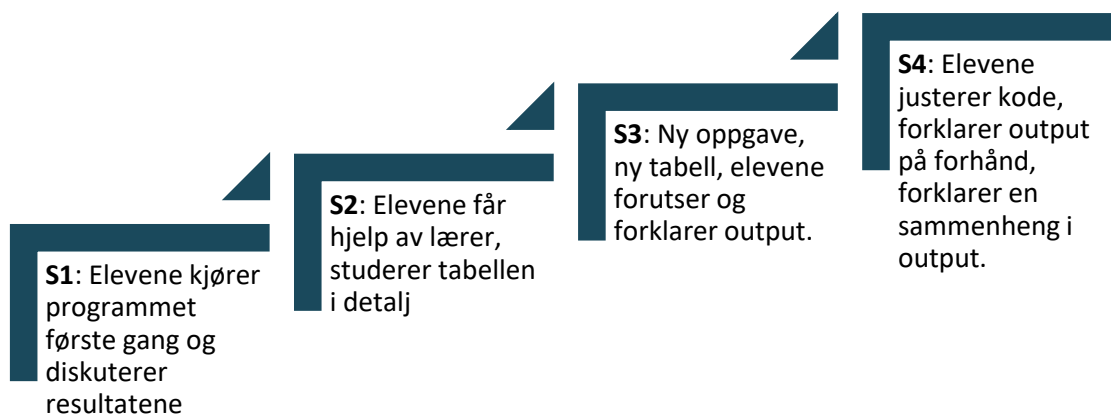 S1: Elevene kjører
programmet
første gang og
diskuterer
resultatene
S2: Elevene får
hjelp av lærer,
studerer tabellen
i detalj
S3: Ny oppgave,
ny tabell, elevene
forutser og
forklarer output.
S4: Elevene
justerer kode,
forklarer output
på forhånd,
forklarer en
sammenheng i
output.